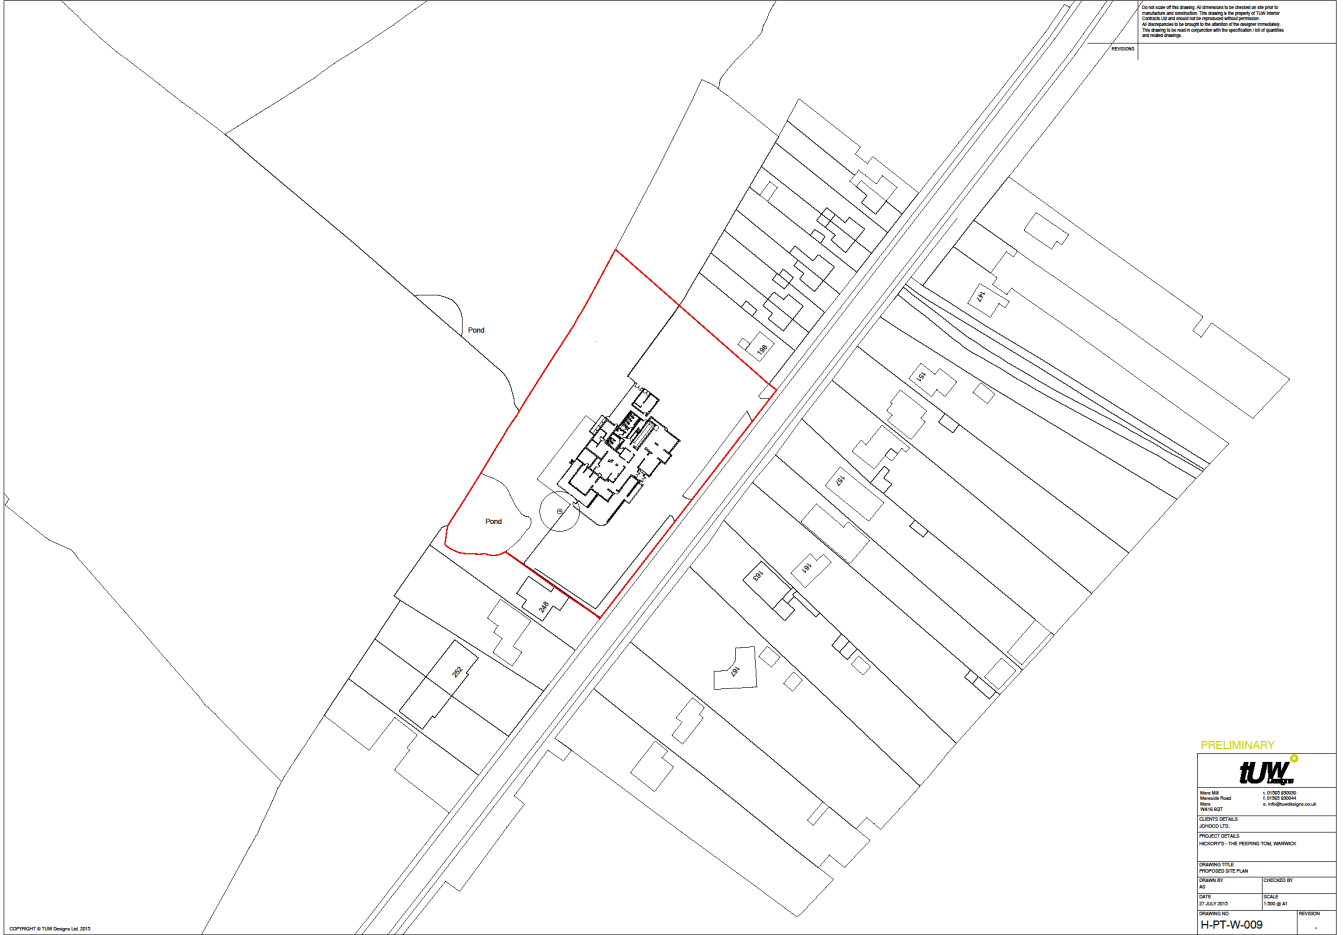 Do not scale off this drawing. All dimensions to be checked on site prior to
manufacture and construction. This drawing is the property of TUW Interior
Contracts Ltd and should not be reproduced without permission.
All discrepancies to be brought to the attention of the designer immediately.
This drawing to be read in conjunction with the specification / bill of quantities
and related drawings.
REVISIONS
147
198
151
Pond
157
Pond
161
163
248
252
167
PRELIMINARY
tUW
Designs
Mere Mill
Mereside Road
Mere
WA16 6QT
t. 01565 830030
f. 01565 830044
e. info@tuwdesigns.co.uk
CLIENTS DETAILS
JOHOCO LTD.
PROJECT DETAILS
HICKORY'S - THE PEEPING TOM, WARWICK
DRAWING TITLE
PROPOSED SITE PLAN
DRAWN BY
AS
CHECKED BY
DATE
27 JULY 2015
SCALE
1:500 @ A1
DRAWING NO
H-PT-W-009
REVISION
-
COPYRIGHT © TUW Designs Ltd. 2015